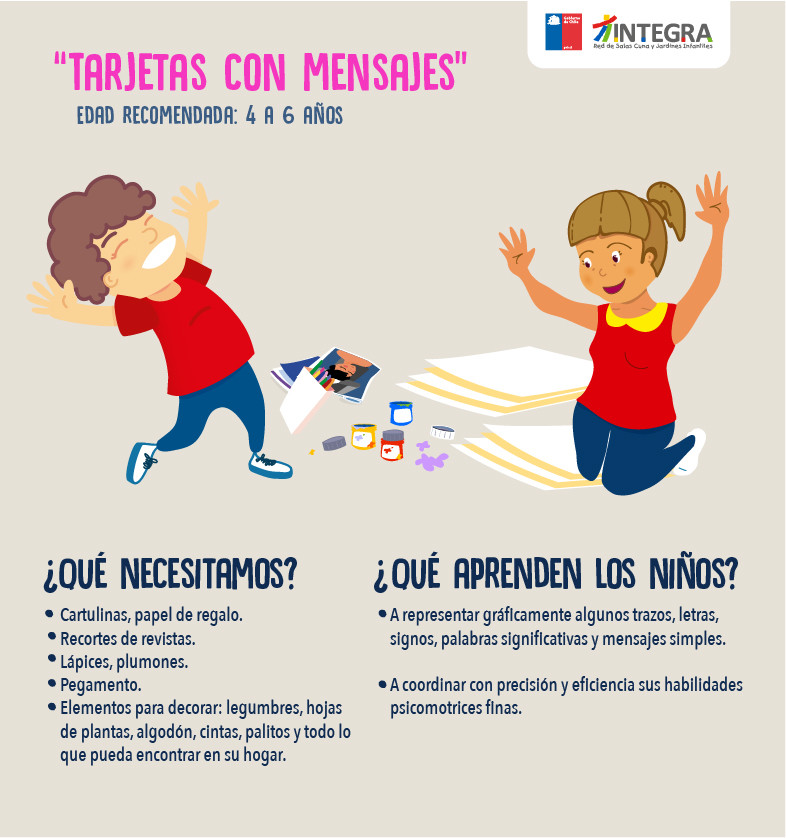 Gobierno de Chile
INTEGRA
Red de Salas Cuna y Jardines Infantiles
“TARJETAS CON MENSAJES”
EDAD RECOMENDADA: 4 A 6 AÑOS
¿QUÉ NECESITAMOS?
• Cartulinas, papel de regalo.
• Recortes de revistas.
• Lápices, plumones.
• Pegamento.
• Elementos para decorar: legumbres, hojas
de plantas, algodón, cintas, palitos y todo lo
que pueda encontrar en su hogar.
¿QUÉ APRENDEN LOS NIÑOS?
• A representar gráficamente algunos trazos, letras,
signos, palabras significativas y mensajes simples.
• A coordinar con precisión y eficiencia sus habilidades
psicomotrices finas.